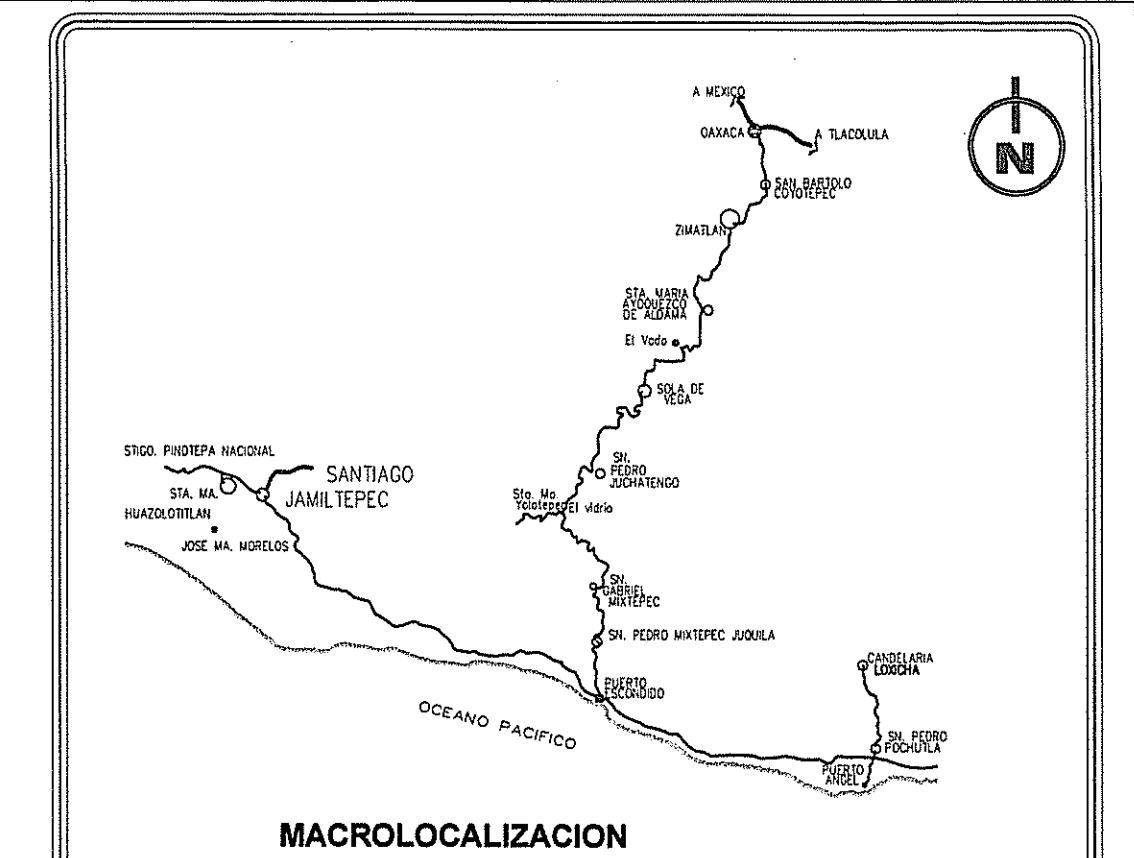 A MEXICO
OAXACA
A TLACOLULA
N
SAN BARTOLO
COYOTEPEC
ZIMATLAN
STA. MARIA
AYOQUEZCO
DE ALDAMA
El Vado
SOLA DE
VEGA
STGO. PINOTEPA NACIONAL
SANTIAGO
JAMILTEPEC
STA. MA.
HUAZOLOTITLAN
JOSE MA. MORELOS
SN.
PEDRO
JUCHATENGO
Sta. Ma.
Yolotepec
El vidrio
SN.
GABRIEL
MIXTEPEC
SN. PEDRO MIXTEPEC JUQUILA
PUERTO
ESCONDIDO
CANDELARIA
LOXICHA
OCEANO PACIFICO
SN. PEDRO
POCHUTLA
PUERTO
ANGEL
MACROLOCALIZACION